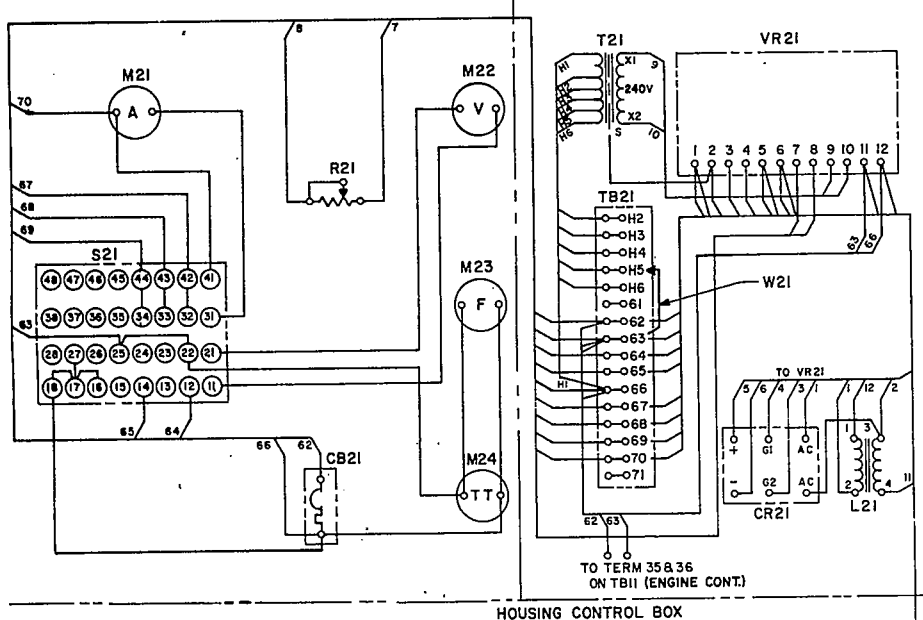 8
7
M21
A
70
M22
V
R21
67
68
69
S21
48 47 46 45 44 43 42 41
38 37 36 35 34 33 32 31
63
28 27 26 25 24 23 22 21
18 17 16 15 14 13 12 11
65
64
66
62
CB21
M23
F
M24
TT
T21
H1
H6
X1
240V
X2
S
9
10
VR21
1 2 3 4 5 6 7 8 9 10 11 12
63
66
TB21
H2
H3
H4
H5
H6
61
62
63
64
65
66
67
68
69
70
71
H1
W21
62
63
TO TERM 35 & 36
ON TB11 (ENGINE CONT.)
TO VR21
5 6 4 3 1
1 12 2
+ G1 AC
- G2 AC
CR21
1 3
2 4
L21
11
HOUSING CONTROL BOX